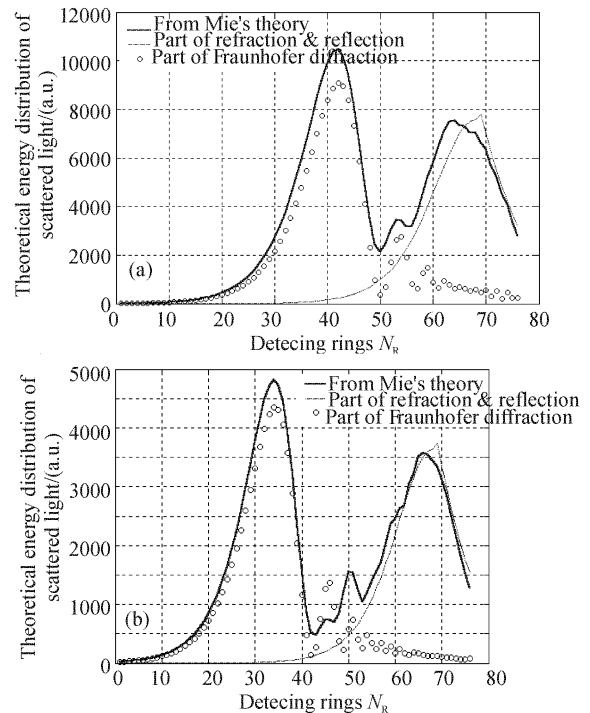 12000
10000
8000
6000
4000
2000
0
Theoretical energy distribution of
scattered light/(a.u.)
From Mie's theory
Part of refraction & reflection
Part of Fraunhofer diffraction
(a)
0 10 20 30 40 50 60 70 80
Detecing rings NR
5000
4000
3500
2000
1000
0
Theoretical energy distribution of
scattered light/(a.u.)
From Mie's theory
Part of refraction & reflection
Part of Fraunhofer diffraction
(b)
0 10 20 30 40 50 60 70 80 90
Detecing rings NR